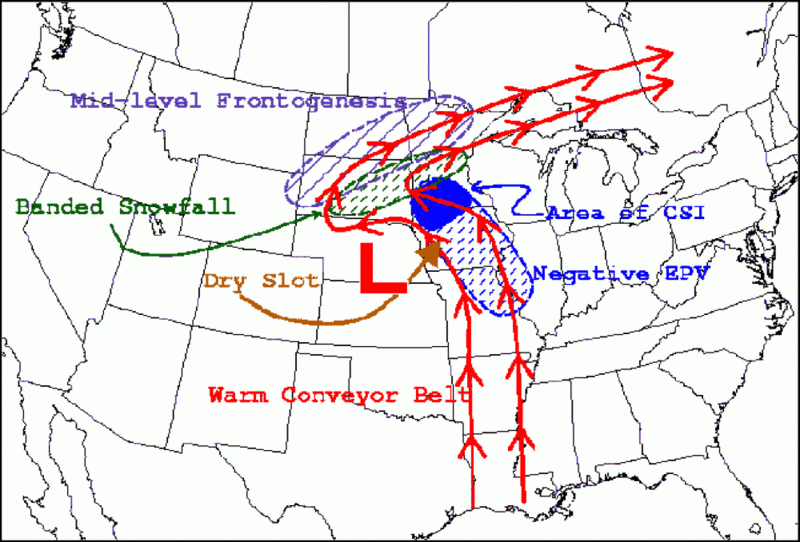 Mid-level Frontogenesis
Banded Snowfall
Area of CSI
Dry Slot
L
Negative EPV
Warm Conveyor Belt